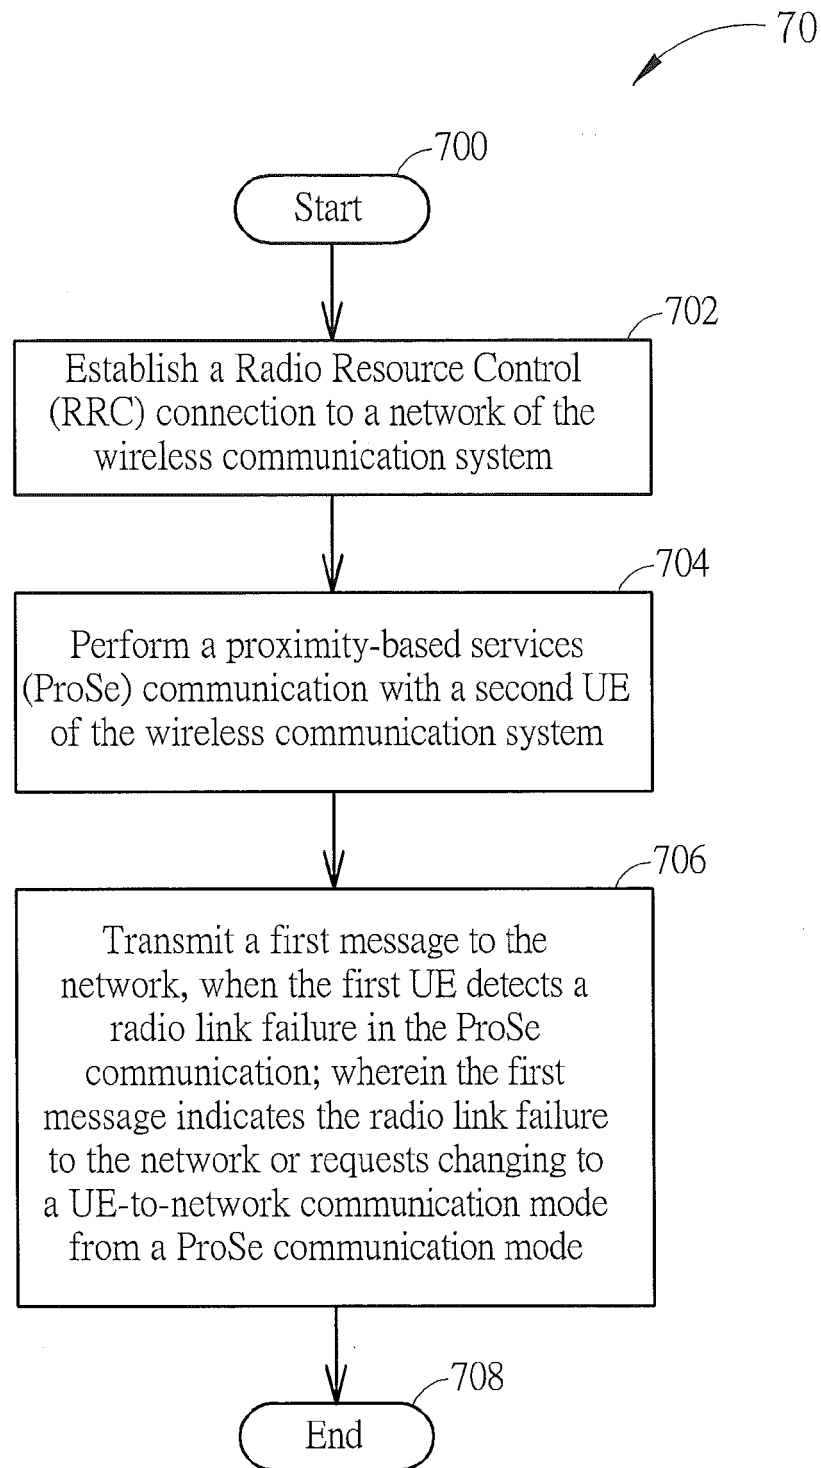 70
700
Start
702
Establish a Radio Resource Control
(RRC) connection to a network of the
wireless communication system
704
Perform a proximity-based services
(ProSe) communication with a second UE
of the wireless communication system
706
Transmit a first message to the
network, when the first UE detects a
radio link failure in the ProSe
communication; wherein the first
message indicates the radio link failure
to the network or requests changing to
a UE-to-network communication mode
from a ProSe communication mode
708
End